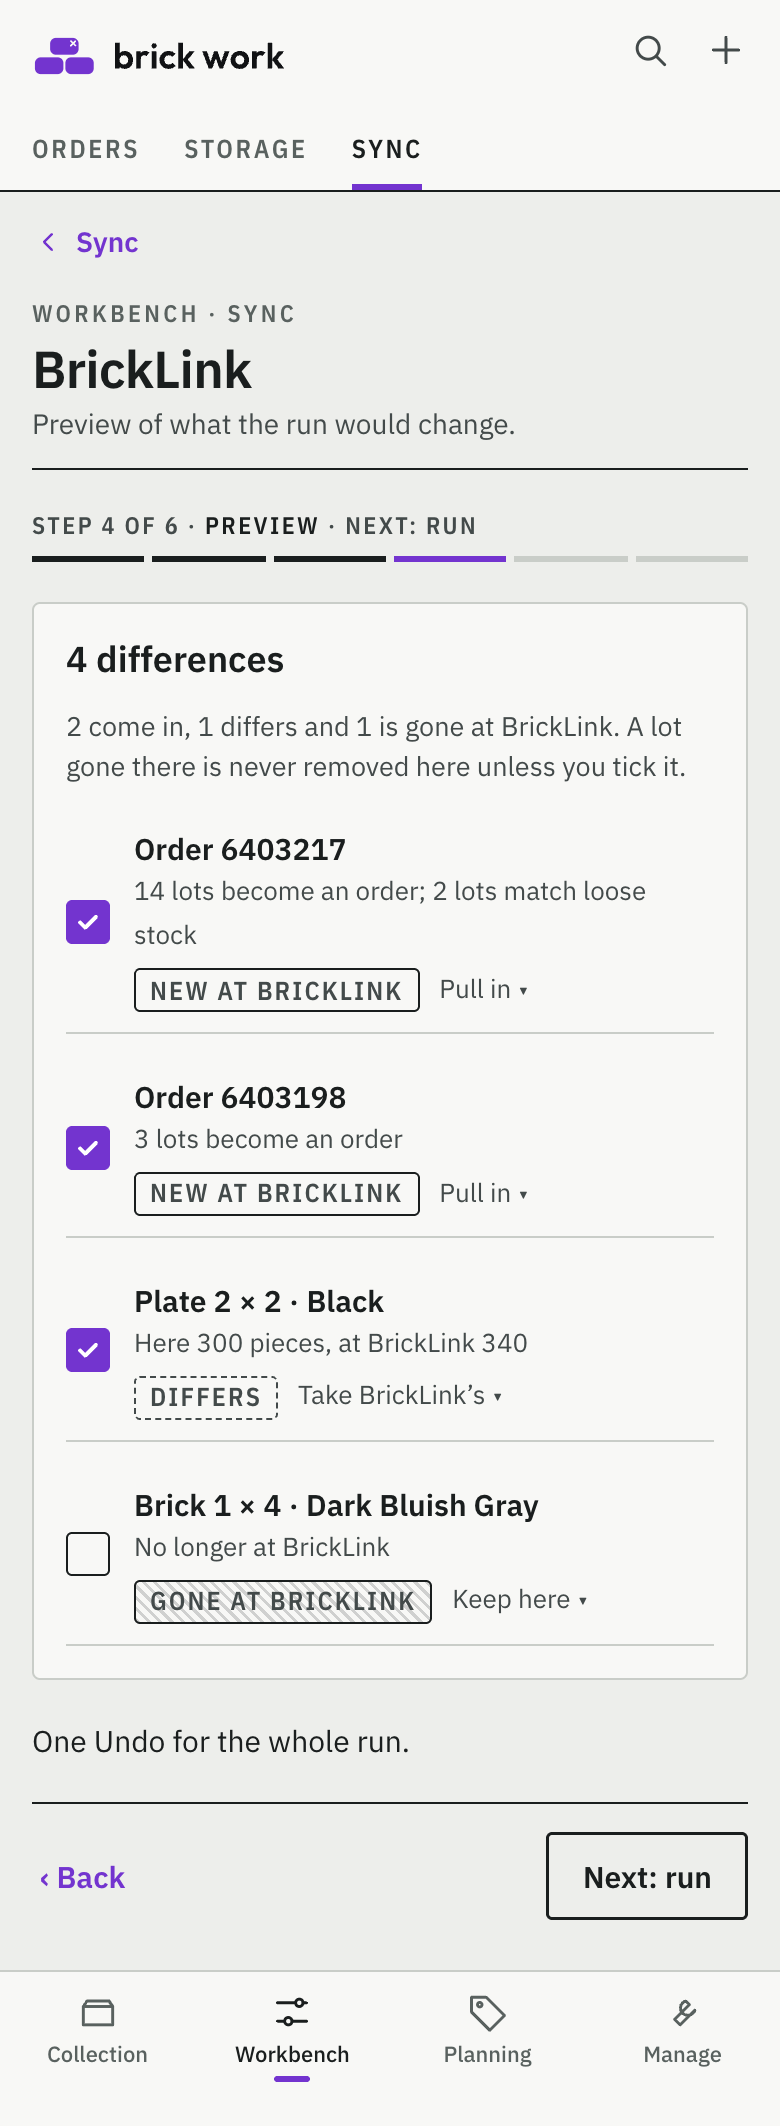 brick work
ORDERS STORAGE SYNC
Sync
WORKBENCH · SYNC
BrickLink
Preview of what the run would change.
STEP 4 OF 6 · PREVIEW · NEXT: RUN
4 differences
2 come in, 1 differs and 1 is gone at BrickLink. A lot
gone there is never removed here unless you tick it.
Order 6403217
14 lots become an order; 2 lots match loose
stock
NEW AT BRICKLINK Pull in ▾
Order 6403198
3 lots become an order
NEW AT BRICKLINK Pull in ▾
Plate 2 × 2 · Black
Here 300 pieces, at BrickLink 340
DIFFERS Take BrickLink’s ▾
Brick 1 × 4 · Dark Bluish Gray
No longer at BrickLink
GONE AT BRICKLINK Keep here ▾
One Undo for the whole run.
‹ Back Next: run
Collection Workbench Planning Manage